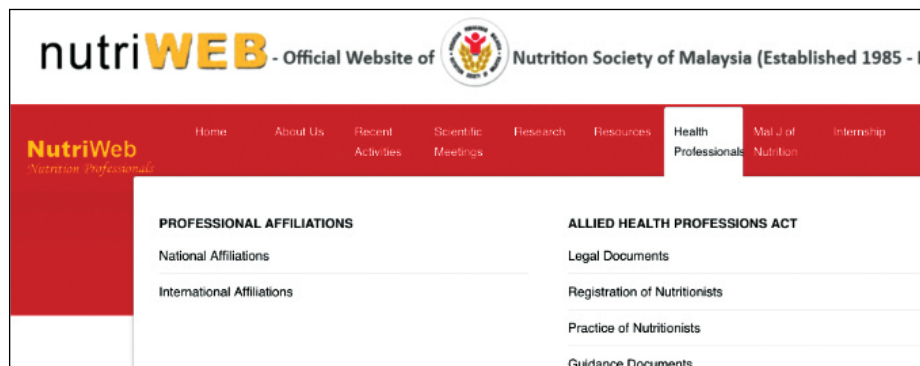 nutriWEB - Official Website of Nutrition Society of Malaysia (Established 1985 -
NutriWeb
Nutrition Professionals
Home
About Us
Recent
Activities
Scientific
Meetings
Research
Resources
Health
Professionals
Mal J of
Nutrition
Internship
PROFESSIONAL AFFILIATIONS
National Affiliations
International Affiliations
ALLIED HEALTH PROFESSIONS ACT
Legal Documents
Registration of Nutritionists
Practice of Nutritionists
Guidance Documents